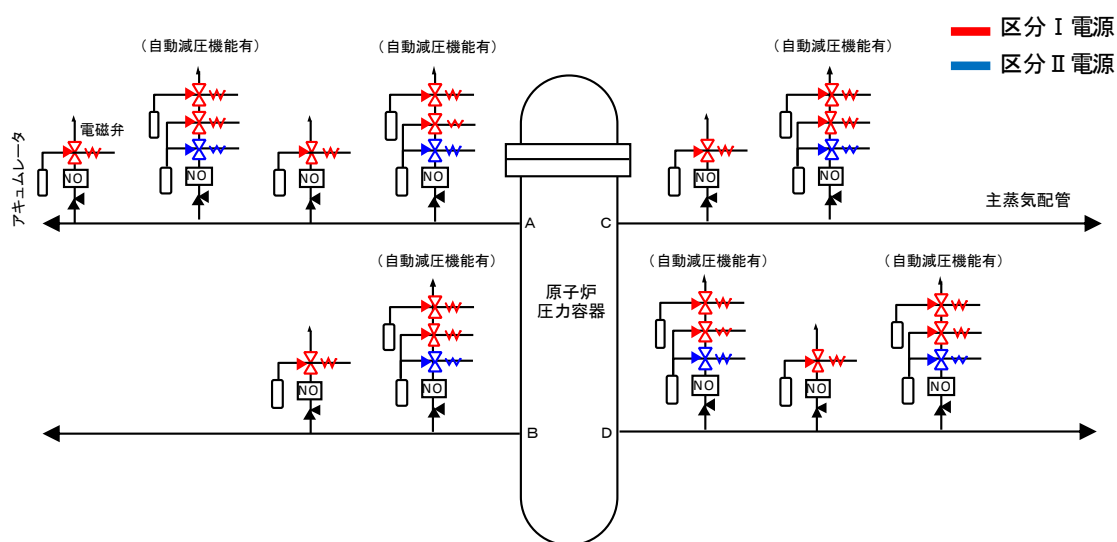 区分Ⅰ電源
区分Ⅱ電源
（自動減圧機能有）
（自動減圧機能有）
（自動減圧機能有）
電磁弁
アキュムレータ
NO
NO
NO
NO
NO
NO
主蒸気配管
A
C
（自動減圧機能有）
（自動減圧機能有）
（自動減圧機能有）
原子炉
圧力容器
NO
NO
NO
NO
NO
B
D